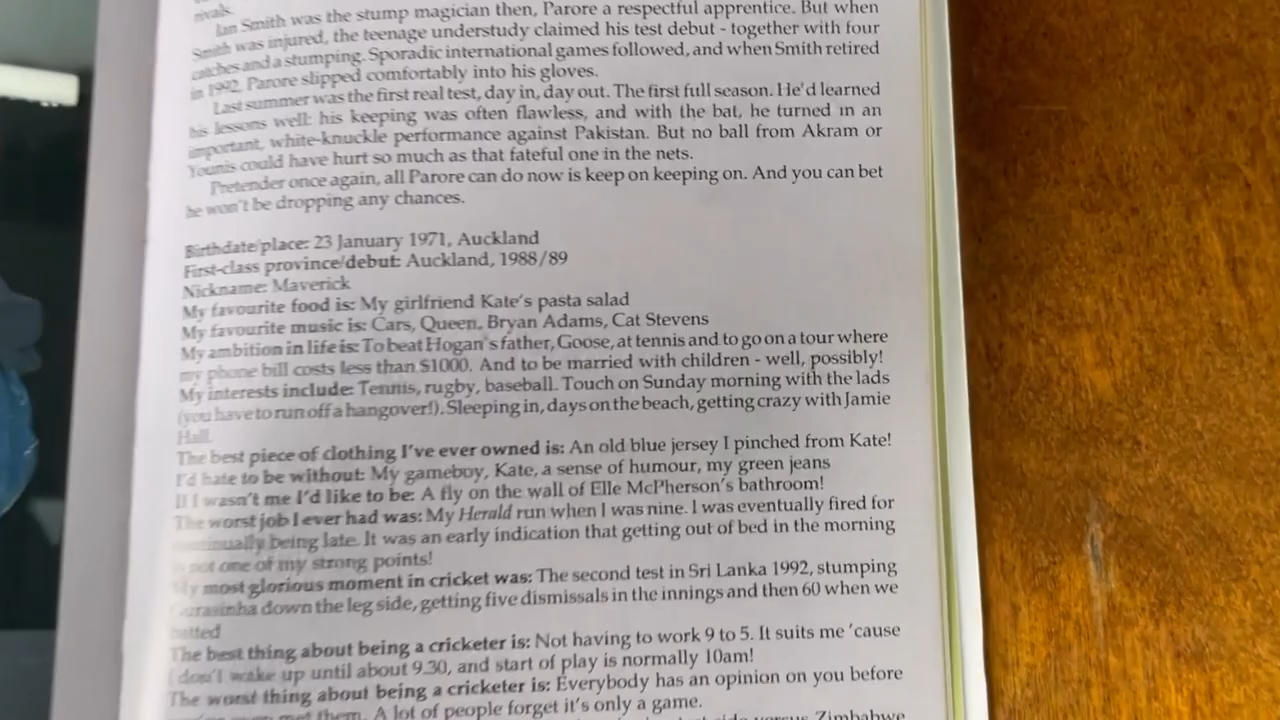 rivals.
Ian Smith was the stump magician then, Parore a respectful apprentice. But when
Smith was injured, the teenage understudy claimed his test debut - together with four
catches and a stumping. Sporadic international games followed, and when Smith retired
in 1992, Parore slipped comfortably into his gloves.
Last summer was the first real test, day in, day out. The first full season. He'd learned
his lessons well: his keeping was often flawless, and with the bat, he turned in an
important, white-knuckle performance against Pakistan. But no ball from Akram or
Younis could have hurt so much as that fateful one in the nets.
Pretender once again, all Parore can do now is keep on keeping on. And you can bet
he won't be dropping any chances.
Birthdate/place: 23 January 1971, Auckland
First-class province/debut: Auckland, 1988/89
Nickname: Maverick
My favourite food is: My girlfriend Kate's pasta salad
My favourite music is: Cars, Queen, Bryan Adams, Cat Stevens
My ambition in life is: To beat Hogan's father, Goose, at tennis and to go on a tour where
my phone bill costs less than $1000. And to be married with children - well, possibly!
My interests include: Tennis, rugby, baseball. Touch on Sunday morning with the lads
(you have to run off a hangover!). Sleeping in, days on the beach, getting crazy with Jamie
Hall.
The best piece of clothing I've ever owned is: An old blue jersey I pinched from Kate!
I'd hate to be without: My gameboy, Kate, a sense of humour, my green jeans
If I wasn't me I'd like to be: A fly on the wall of Elle McPherson's bathroom!
The worst job I ever had was: My Herald run when I was nine. I was eventually fired for
continually being late. It was an early indication that getting out of bed in the morning
is not one of my strong points!
My most glorious moment in cricket was: The second test in Sri Lanka 1992, stumping
Gurasinha down the leg side, getting five dismissals in the innings and then 60 when we
batted
The best thing about being a cricketer is: Not having to work 9 to 5. It suits me 'cause
I don't wake up until about 9.30, and start of play is normally 10am!
The worst thing about being a cricketer is: Everybody has an opinion on you before
met them. A lot of people forget it's only a game.
side versus Zimbabwe